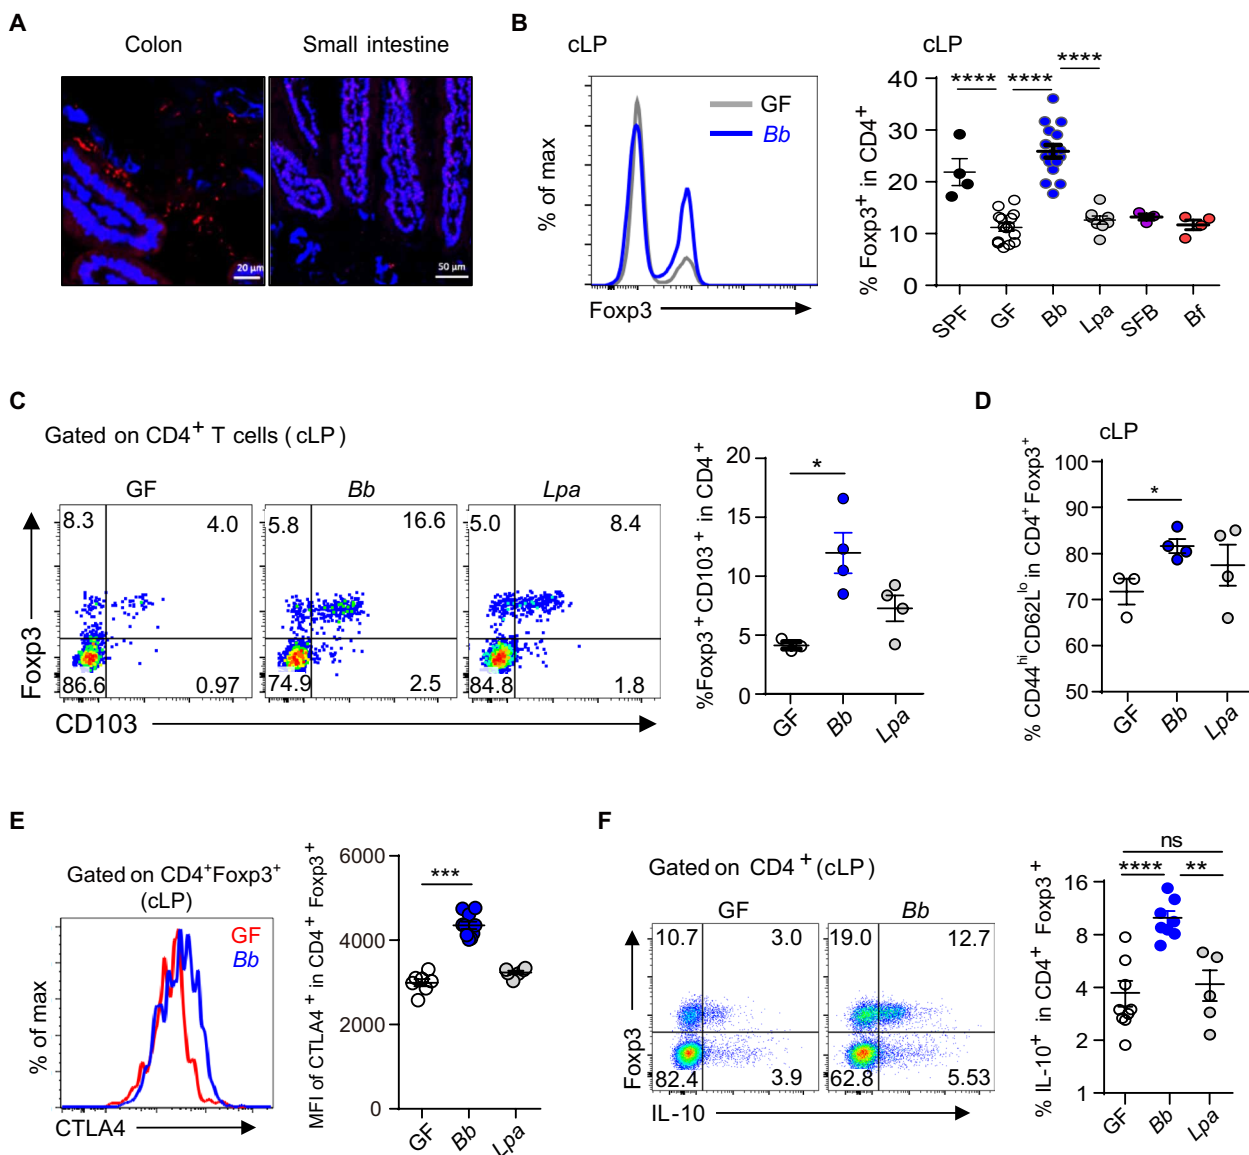 A
Colon
Small intestine
20 μm
50 μm
B
cLP
GF
Bb
% of max
Foxp3
cLP
**** **** ****
% Foxp3+ in CD4+
40
30
20
10
0
SPF GF Bb Lpa SFB Bf
C
Gated on CD4+ T cells ( cLP )
GF Bb Lpa
8.3 4.0 5.8 16.6 5.0 8.4
86.6 0.97 74.9 2.5 84.8 1.8
Foxp3
CD103
%Foxp3+ CD103+ in CD4+
20
15
10
5
0
*
GF Bb Lpa
D
cLP
% CD44hi CD62Llo in CD4+ Foxp3+
100
90
80
70
60
50
*
GF Bb Lpa
E
Gated on CD4+Foxp3+
(cLP)
GF
Bb
% of max
CTLA4
MFI of CTLA4+ in CD4+ Foxp3+
6000
4000
2000
0
***
GF Bb Lpa
F
Gated on CD4+ (cLP)
GF Bb
10.7 3.0 19.0 12.7
82.4 3.9 62.8 5.53
Foxp3
IL-10
% IL-10+ in CD4+ Foxp3+
ns
**** **
16
8
4
2
1
GF Bb Lpa